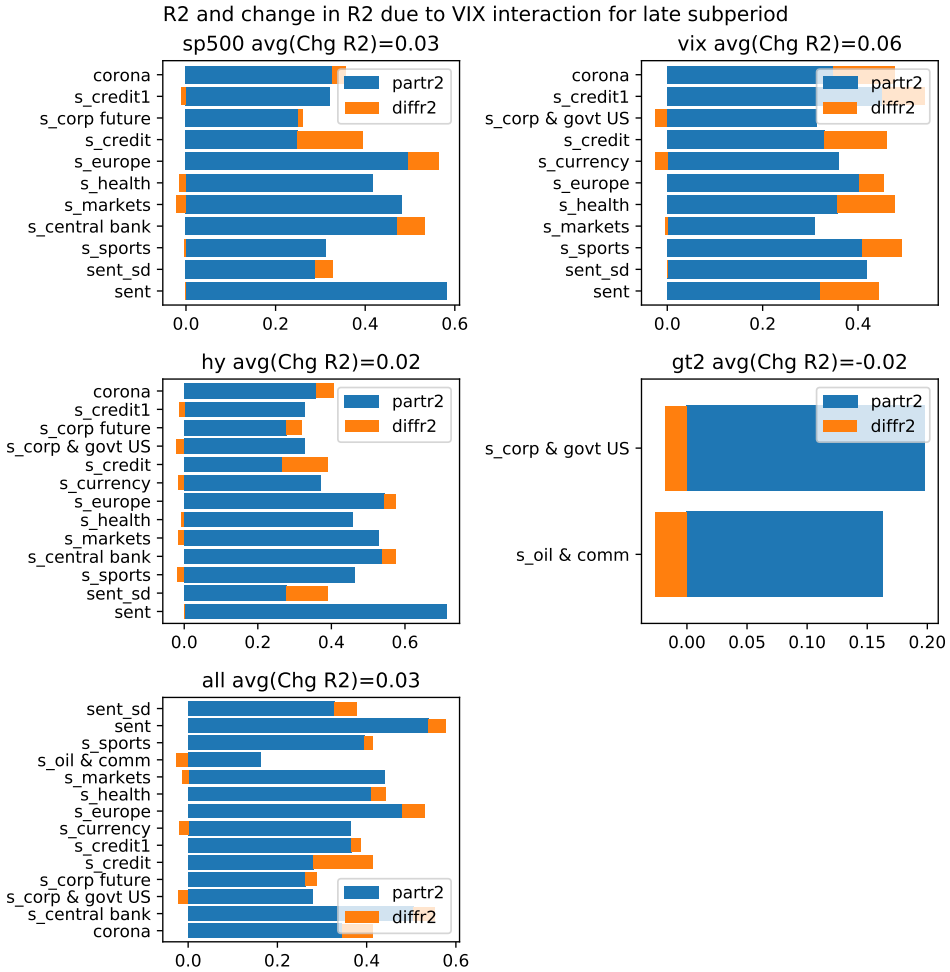 R2 and change in R2 due to VIX interaction for late subperiod
sp500 avg(Chg R2)=0.03
corona
s_credit1
s_corp future
s_credit
s_europe
s_health
s_markets
s_central bank
s_sports
sent_sd
sent
partr2
diffr2
0.0 0.2 0.4 0.6
vix avg(Chg R2)=0.06
corona
s_credit1
s_corp & govt US
s_credit
s_currency
s_europe
s_health
s_markets
s_sports
sent_sd
sent
partr2
diffr2
0.0 0.2 0.4
hy avg(Chg R2)=0.02
corona
s_credit1
s_corp future
s_corp & govt US
s_credit
s_currency
s_europe
s_health
s_markets
s_central bank
s_sports
sent_sd
sent
partr2
diffr2
0.0 0.2 0.4 0.6
gt2 avg(Chg R2)=-0.02
s_corp & govt US
s_oil & comm
partr2
diffr2
0.00 0.05 0.10 0.15 0.20
all avg(Chg R2)=0.03
sent_sd
sent
s_sports
s_oil & comm
s_markets
s_health
s_europe
s_currency
s_credit1
s_credit
s_corp future
s_corp & govt US
s_central bank
corona
partr2
diffr2
0.0 0.2 0.4 0.6